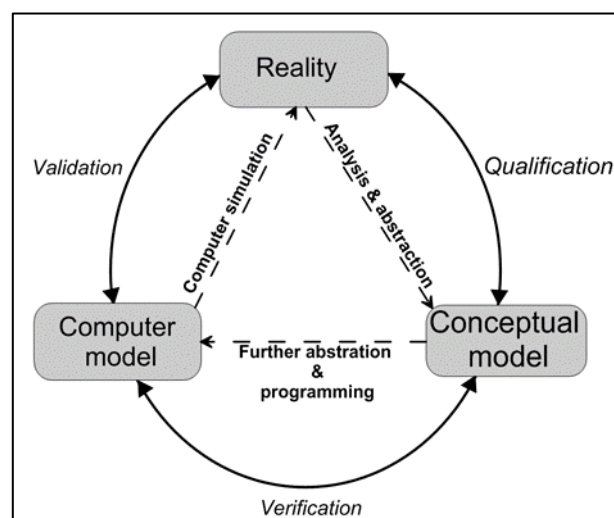 Reality
Validation
Computer simulation
Analysis & abstraction
Qualification
Computer
model
Further abstration
&
programming
Conceptual
model
Verification